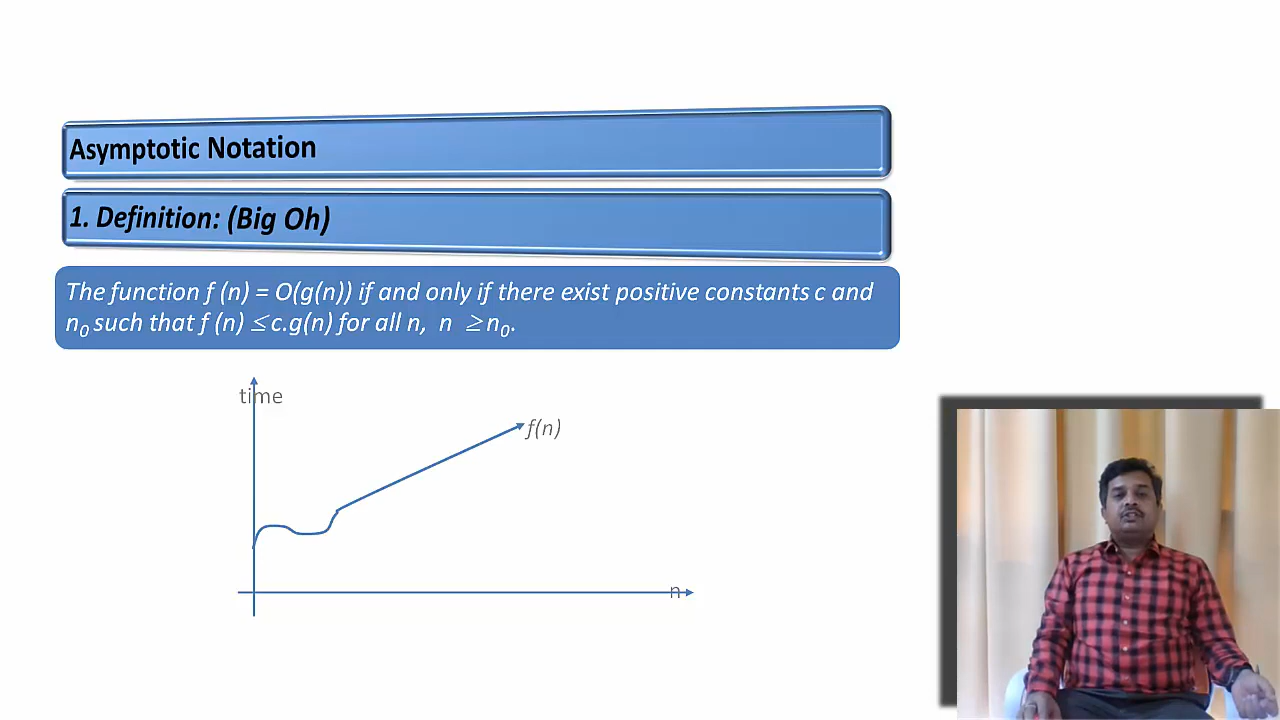 Asymptotic Notation
1. Definition: (Big Oh)
The function f (n) = O(g(n)) if and only if there exist positive constants c and
n₀ such that f (n) ≤c.g(n) for all n, n ≥n₀.
time
f(n)
n